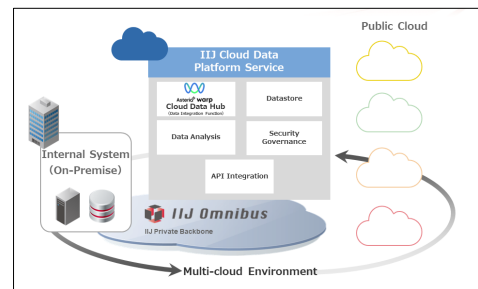 Public Cloud
IIJ Cloud Data
Platform Service
Asteria warp
Cloud Data Hub
(Data Integration Function)
Datastore
Data Analysis
Security
Governance
API Integration
Internal System
(On-Premise)
IIJ Omnibus
IIJ Private Backbone
Multi-cloud Environment